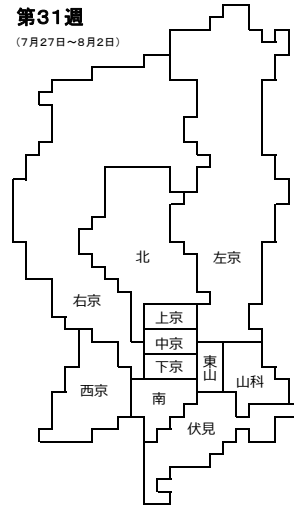 第31週
（7月27日～8月2日）
北
左京
右京
上京
中京
下京
東山
山科
西京
南
伏見